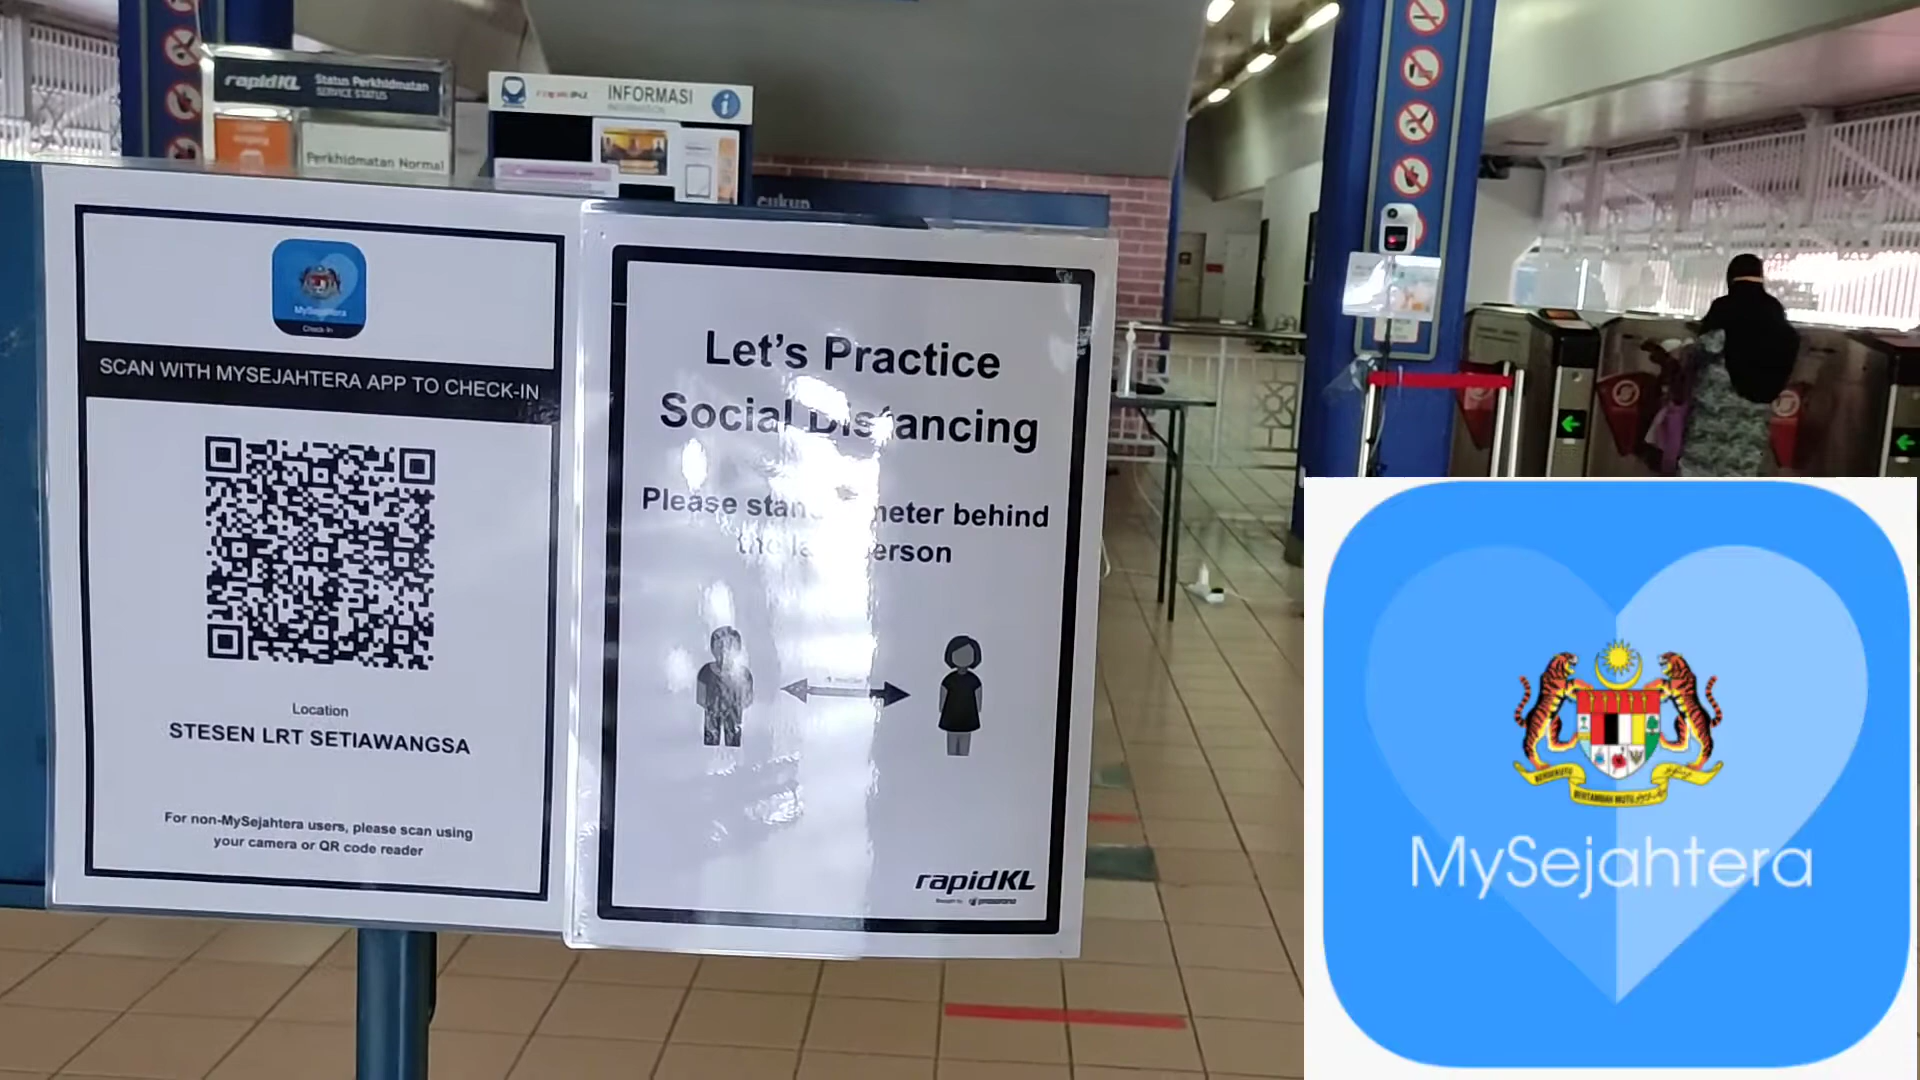 rapidKL
Status Perkhidmatan
SERVICE STATUS
Perkhidmatan Normal
INFORMASI
INFORMATION
cukup
MySejahtera
Check-In
SCAN WITH MYSEJAHTERA APP TO CHECK-IN
Location
STESEN LRT SETIAWANGSA
For non-MySejahtera users, please scan using
your camera or QR code reader
Let's Practice
Social Distancing
Please stand meter behind
the last person
rapidKL
MySejahtera